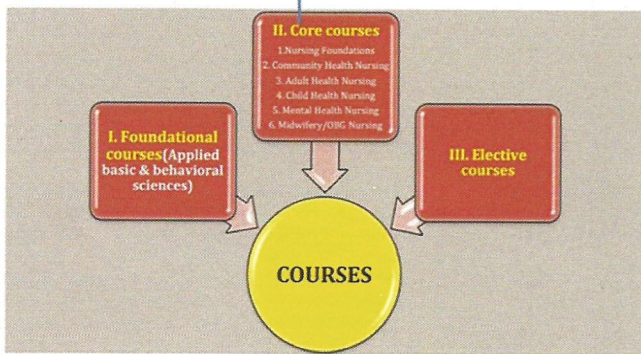 II. Core courses
1.Nursing Foundations
2. Community Health Nursing
3. Adult Health Nursing
4. Child Health Nursing
5. Mental Health Nursing
6. Midwifery/OBG Nursing
I. Foundational
courses(Applied
basic & behavioral
sciences)
III. Elective
courses
COURSES